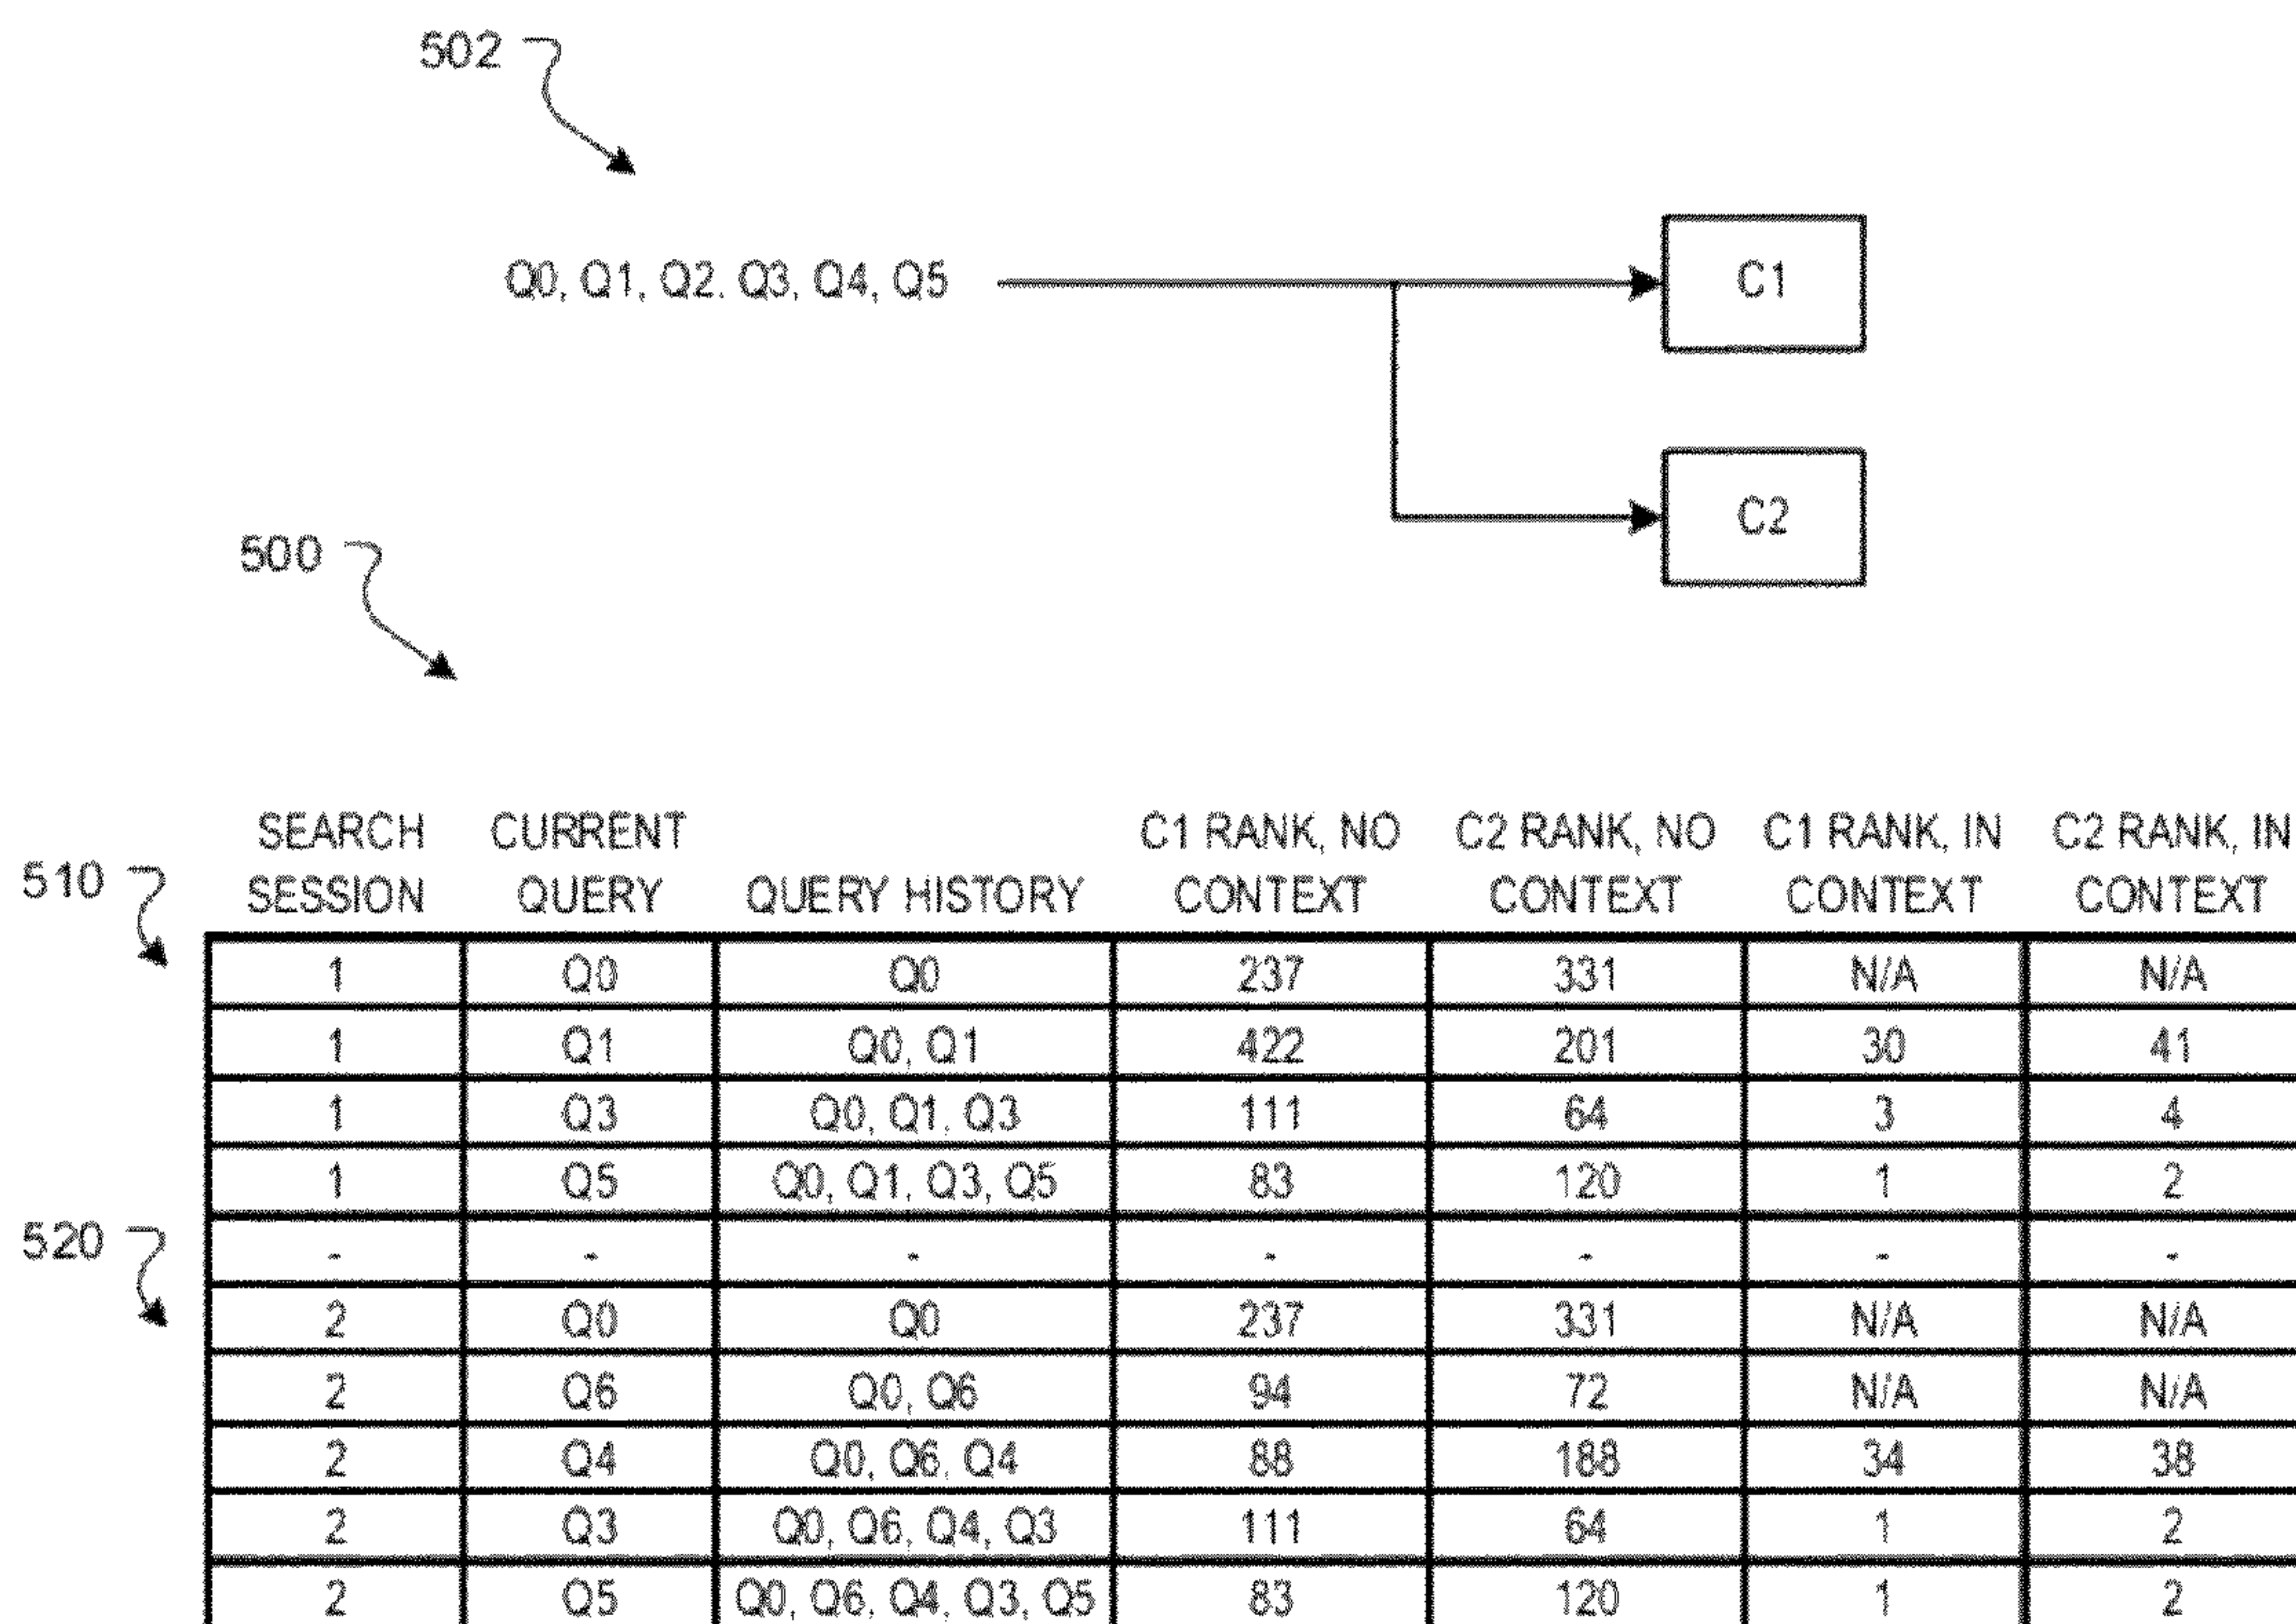 502
Q0, Q1, Q2. Q3, Q4, Q5
C1
C2
500
SEARCH SESSION CURRENT QUERY QUERY HISTORY C1 RANK, NO CONTEXT C2 RANK, NO CONTEXT C1 RANK, IN CONTEXT C2 RANK, IN CONTEXT
510
1 Q0 Q0 237 331 N/A N/A
1 Q1 Q0, Q1 422 201 30 41
1 Q3 Q0, Q1, Q3 111 64 3 4
1 Q5 Q0, Q1, Q3, Q5 83 120 1 2
520
- - - - - - -
2 Q0 Q0 237 331 N/A N/A
2 Q6 Q0, Q6 94 72 N/A N/A
2 Q4 Q0, Q6, Q4 88 188 34 38
2 Q3 Q0, Q6, Q4, Q3 111 64 1 2
2 Q5 Q0, Q6, Q4, Q3, Q5 83 120 1 2